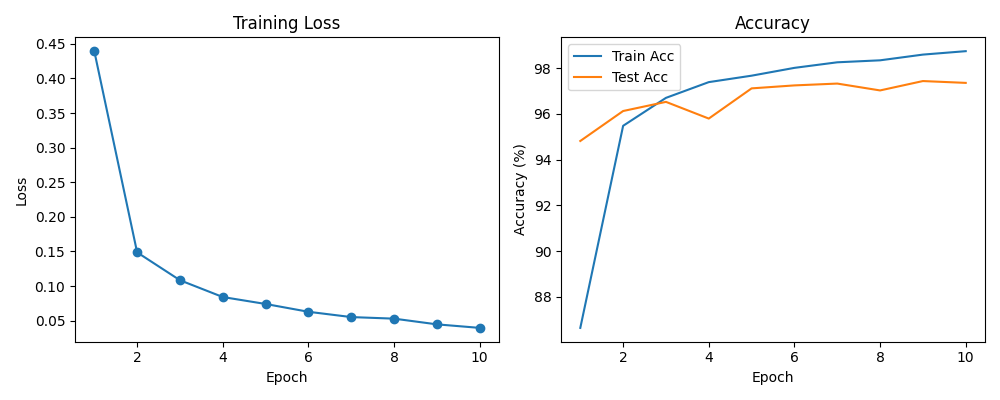 Training Loss
0.45
0.40
0.35
0.30
0.25
0.20
0.15
0.10
0.05
2 4 6 8 10
Epoch
Loss
Accuracy
Train Acc
Test Acc
98
96
94
92
90
88
2 4 6 8 10
Epoch
Accuracy (%)